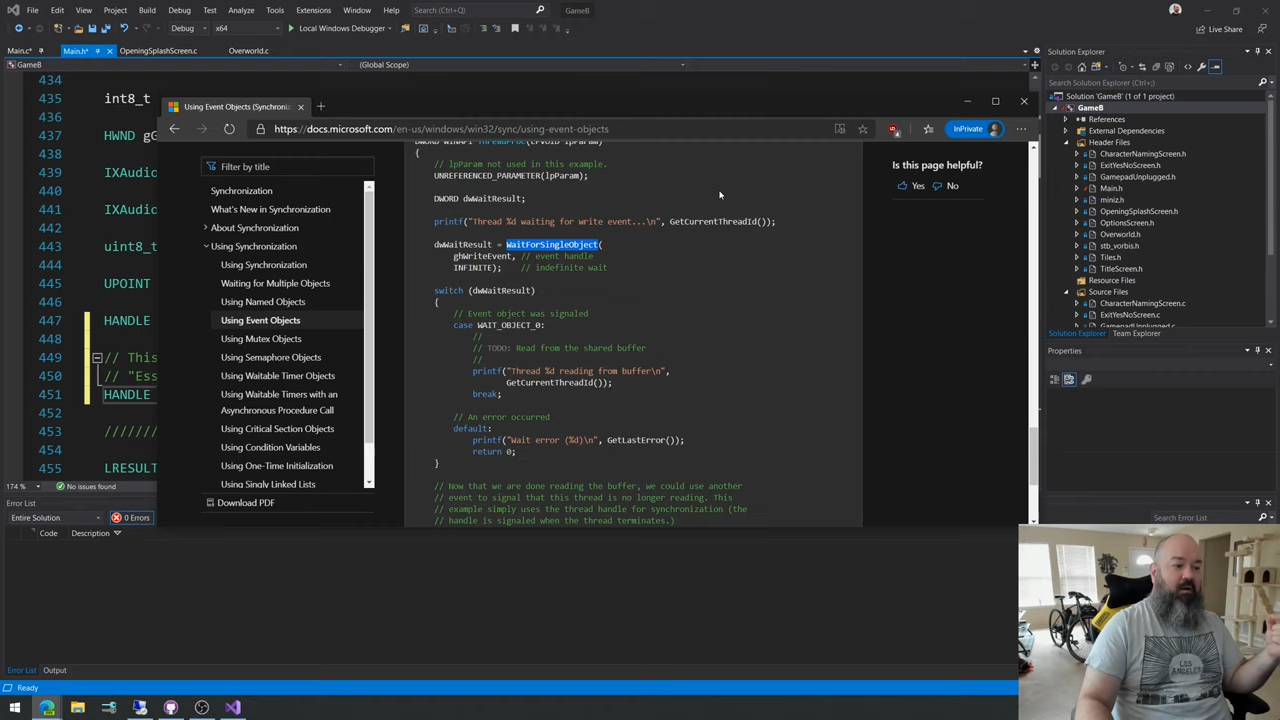 File Edit View Git Project Build Debug Test Analyze Tools Extensions Window Help Search (Ctrl+Q) GameB
Debug x64 Local Windows Debugger Live Share
Main.c* Main.h* OpeningSplashScreen.c Overworld.c
GameB (Global Scope)
434
435 int8_t
436
437 HWND
438
439 IXAudio
440
441 IXAudio
442
443 uint8_t
444
445 UPOINT
446
447 HANDLE
448
449 // This
450 // "Ess
451 HANDLE
452
453 ///////
454
455 LRESULT
174 % No issues found
Using Event Objects (Synchroniz
https://docs.microsoft.com/en-us/windows/win32/sync/using-event-objects
InPrivate
Filter by title
Synchronization
What's New in Synchronization
About Synchronization
Using Synchronization
Using Synchronization
Waiting for Multiple Objects
Using Named Objects
Using Event Objects
Using Mutex Objects
Using Semaphore Objects
Using Waitable Timer Objects
Using Waitable Timers with an
Asynchronous Procedure Call
Using Critical Section Objects
Using Condition Variables
Using One-Time Initialization
Using Singly Linked Lists
Download PDF
DWORD WINAPI ThreadProc(LPVOID lpParam)
{
// lpParam not used in this example.
UNREFERENCED_PARAMETER(lpParam);
DWORD dwWaitResult;
printf("Thread %d waiting for write event...\n", GetCurrentThreadId());
dwWaitResult = WaitForSingleObject(
ghWriteEvent, // event handle
INFINITE); // indefinite wait
switch (dwWaitResult)
{
// Event object was signaled
case WAIT_OBJECT_0:
//
// TODO: Read from the shared buffer
//
printf("Thread %d reading from buffer\n",
GetCurrentThreadId());
break;
// An error occurred
default:
printf("Wait error (%d)\n", GetLastError());
return 0;
}
// Now that we are done reading the buffer, we could use another
// event to signal that this thread is no longer reading. This
// example simply uses the thread handle for synchronization (the
// handle is signaled when the thread terminates.)
Is this page helpful?
Yes No
Solution Explorer
Search Solution Explorer (Ctrl+;)
Solution 'GameB' (1 of 1 project)
GameB
References
External Dependencies
Header Files
CharacterNamingScreen.h
ExitYesNoScreen.h
GamepadUnplugged.h
Main.h
miniz.h
OpeningSplashScreen.h
OptionsScreen.h
Overworld.h
stb_vorbis.h
Tiles.h
TitleScreen.h
Resource Files
Source Files
CharacterNamingScreen.c
ExitYesNoScreen.c
GamepadUnplugged.c
Solution Explorer Team Explorer
Properties
Error List
Entire Solution 0 Errors Search Error List
Code Description
Error List Output
Ready
LOS
ANGELES